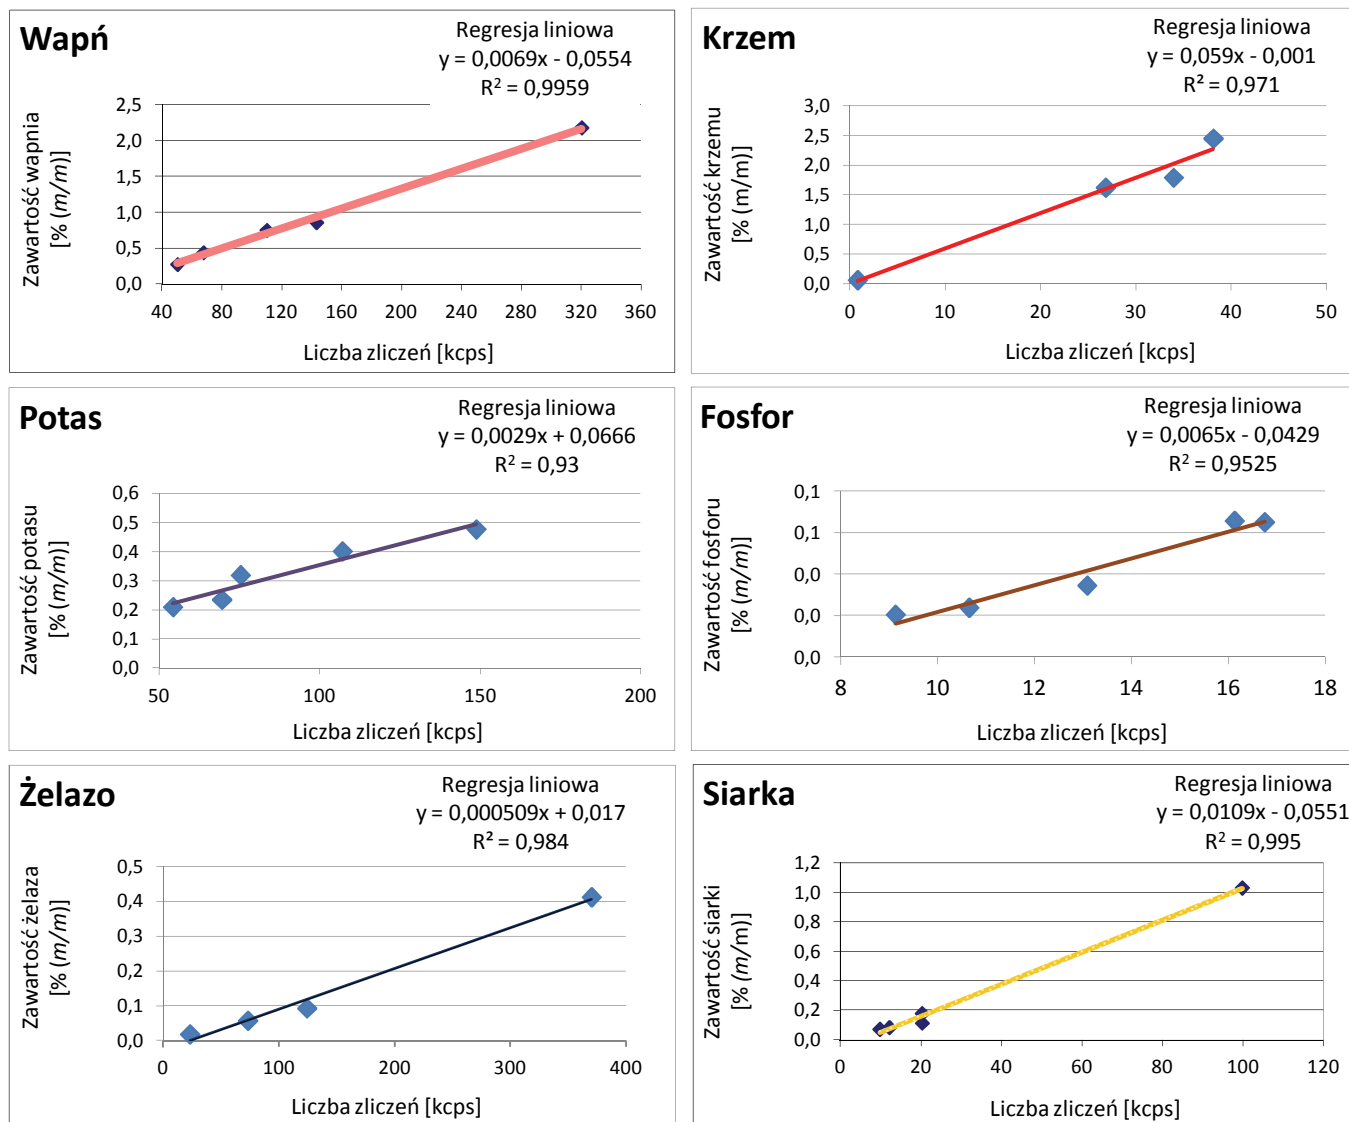 Wapń
Regresja liniowa
y = 0,0069x - 0,0554
R² = 0,9959
Zawartość wapnia
[% (m/m)]
2,5
2,0
1,5
1,0
0,5
0,0
40 80 120 160 200 240 280 320 360
Liczba zliczeń [kcps]
Krzem
Regresja liniowa
y = 0,059x - 0,001
R² = 0,971
Zawartość krzemu
[% (m/m)]
3,0
2,5
2,0
1,5
1,0
0,5
0,0
0 10 20 30 40 50
Liczba zliczeń [kcps]
Potas
Regresja liniowa
y = 0,0029x + 0,0666
R² = 0,93
Zawartość potasu
[% (m/m)]
0,6
0,5
0,4
0,3
0,2
0,1
0,0
50 100 150 200
Liczba zliczeń [kcps]
Fosfor
Regresja liniowa
y = 0,0065x - 0,0429
R² = 0,9525
Zawartość fosforu
[% (m/m)]
0,1
0,1
0,0
0,0
0,0
8 10 12 14 16 18
Liczba zliczeń [kcps]
Żelazo
Regresja liniowa
y = 0,000509x + 0,017
R² = 0,984
Zawartość żelaza
[% (m/m)]
0,5
0,4
0,3
0,2
0,1
0,0
0 100 200 300 400
Liczba zliczeń [kcps]
Siarka
Regresja liniowa
y = 0,0109x - 0,0551
R² = 0,995
Zawartość siarki
[% (m/m)]
1,2
1,0
0,8
0,6
0,4
0,2
0,0
0 20 40 60 80 100 120
Liczba zliczeń [kcps]